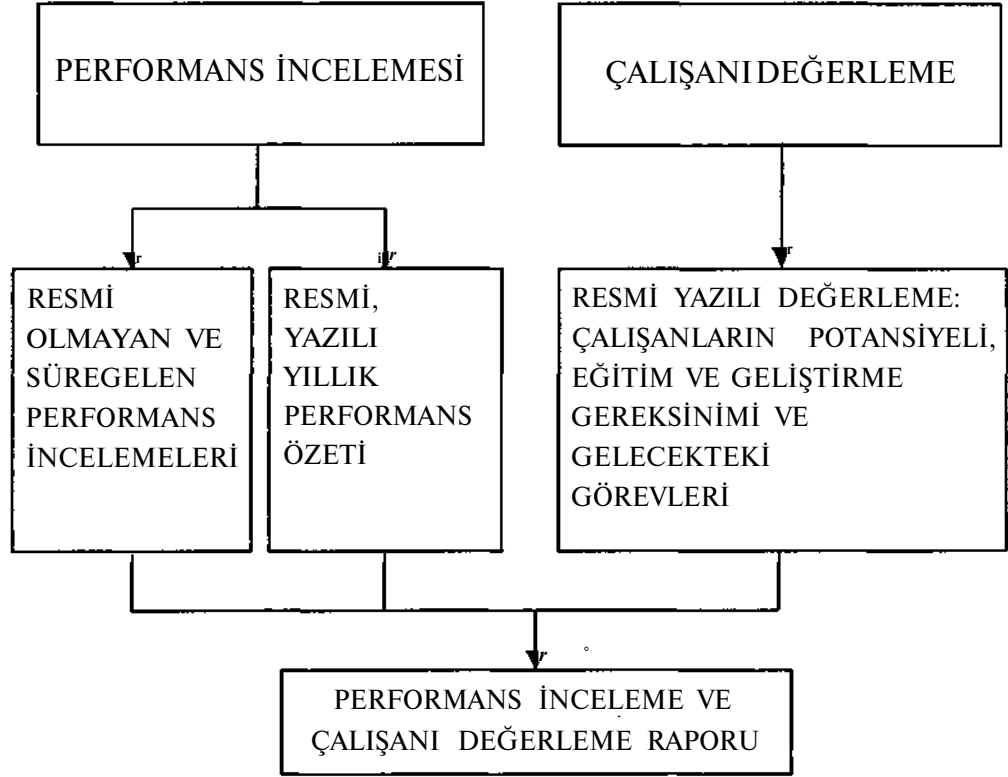 PERFORMANS İNCELEMESİ
ÇALIŞANI DEĞERLEME
RESMİ
OLMAYAN VE
SÜREGELEN
PERFORMANS
İNCELEMELERİ
RESMİ,
YAZILI
YILLIK
PERFORMANS
ÖZETİ
RESMİ YAZILI DEĞERLEME:
ÇALIŞANLARIN POTANSİYELİ,
EĞİTİM VE GELİŞTİRME
GEREKSİNİMİ VE
GELECEKTEKİ
GÖREVLERİ
PERFORMANS İNCELEME VE
ÇALIŞANI DEĞERLEME RAPORU